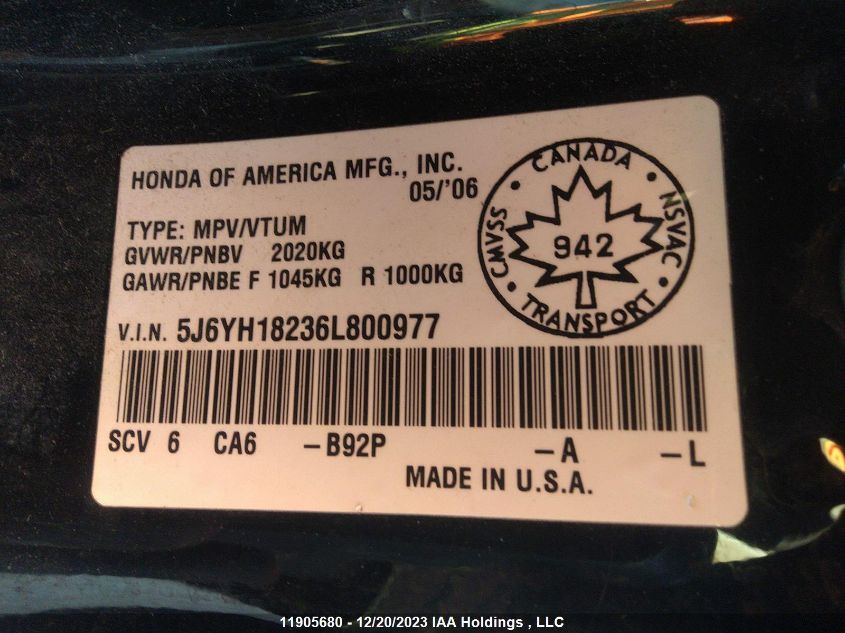 HONDA OF AMERICA MFG., INC.
05/'06
TYPE: MPV/VTUM
GVWR/PNBV 2020KG
GAWR/PNBE F 1045KG R 1000KG
V.I.N. 5J6YH18236L800977
SCV 6 CA6 -B92P -A -L
MADE IN U.S.A.
CANADA
CMVSS • NSVAC
942
TRANSPORT
11905680 - 12/20/2023 IAA Holdings , LLC